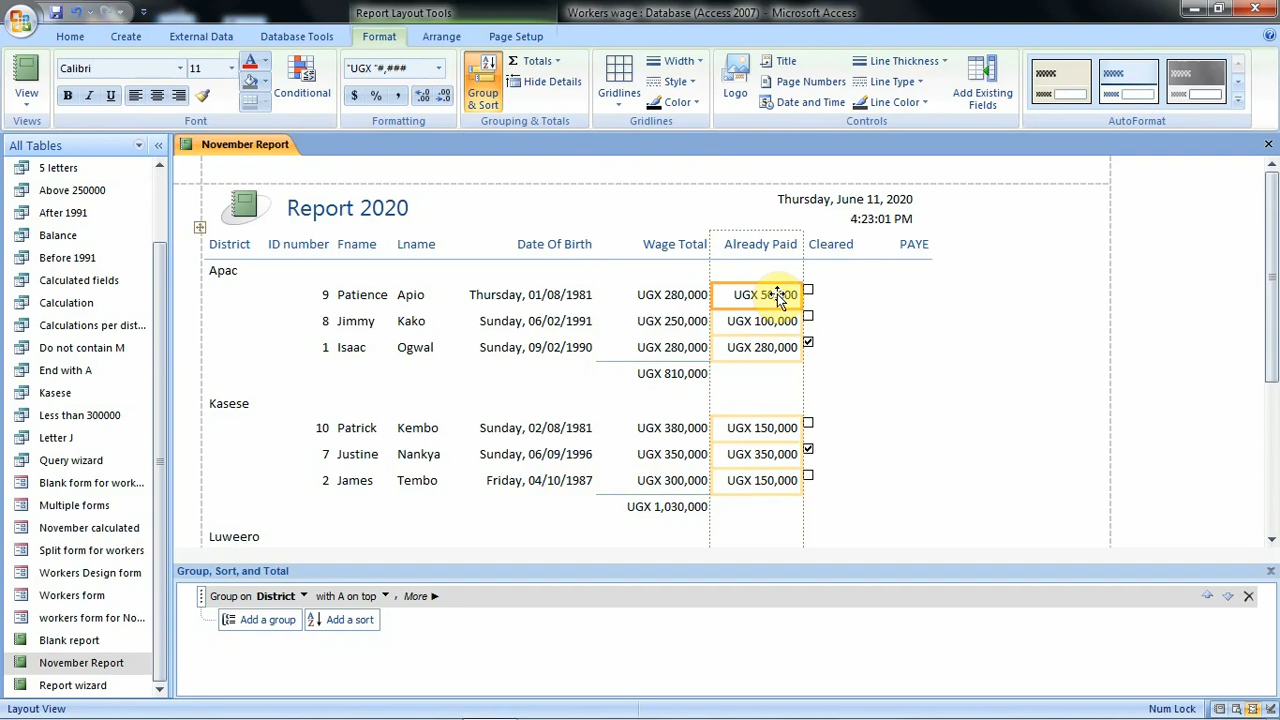 Report Layout Tools
Workers wage : Database (Access 2007) - Microsoft Access
Home Create External Data Database Tools Format Arrange Page Setup
View
Views
Calibri 11
B I U
Conditional
Font
"UGX "#,###
$ % ,
Formatting
Group & Sort
Σ Totals
Hide Details
Grouping & Totals
Gridlines
Width
Style
Color
Gridlines
Logo
Title
Page Numbers
Date and Time
Line Thickness
Line Type
Line Color
Add Existing Fields
Controls
AutoFormat
All Tables
5 letters
Above 250000
After 1991
Balance
Before 1991
Calculated fields
Calculation
Calculations per dist...
Do not contain M
End with A
Kasese
Less than 300000
Letter J
Query wizard
Blank form for work...
Multiple forms
November calculated
Split form for workers
Workers Design form
Workers form
workers form for No...
Blank report
November Report
Report wizard
November Report
Report 2020
Thursday, June 11, 2020
4:23:01 PM
District ID number Fname Lname Date Of Birth Wage Total Already Paid Cleared PAYE
Apac
9 Patience Apio Thursday, 01/08/1981 UGX 280,000 UGX
8 Jimmy Kako Sunday, 06/02/1991 UGX 250,000 UGX 100,000
1 Isaac Ogwal Sunday, 09/02/1990 UGX 280,000 UGX 280,000
UGX 810,000
Kasese
10 Patrick Kembo Sunday, 02/08/1981 UGX 380,000 UGX 150,000
7 Justine Nankya Sunday, 06/09/1996 UGX 350,000 UGX 350,000
2 James Tembo Friday, 04/10/1987 UGX 300,000 UGX 150,000
UGX 1,030,000
Luweero
Group, Sort, and Total
Group on District with A on top , More
Add a group Add a sort
Layout View
Num Lock